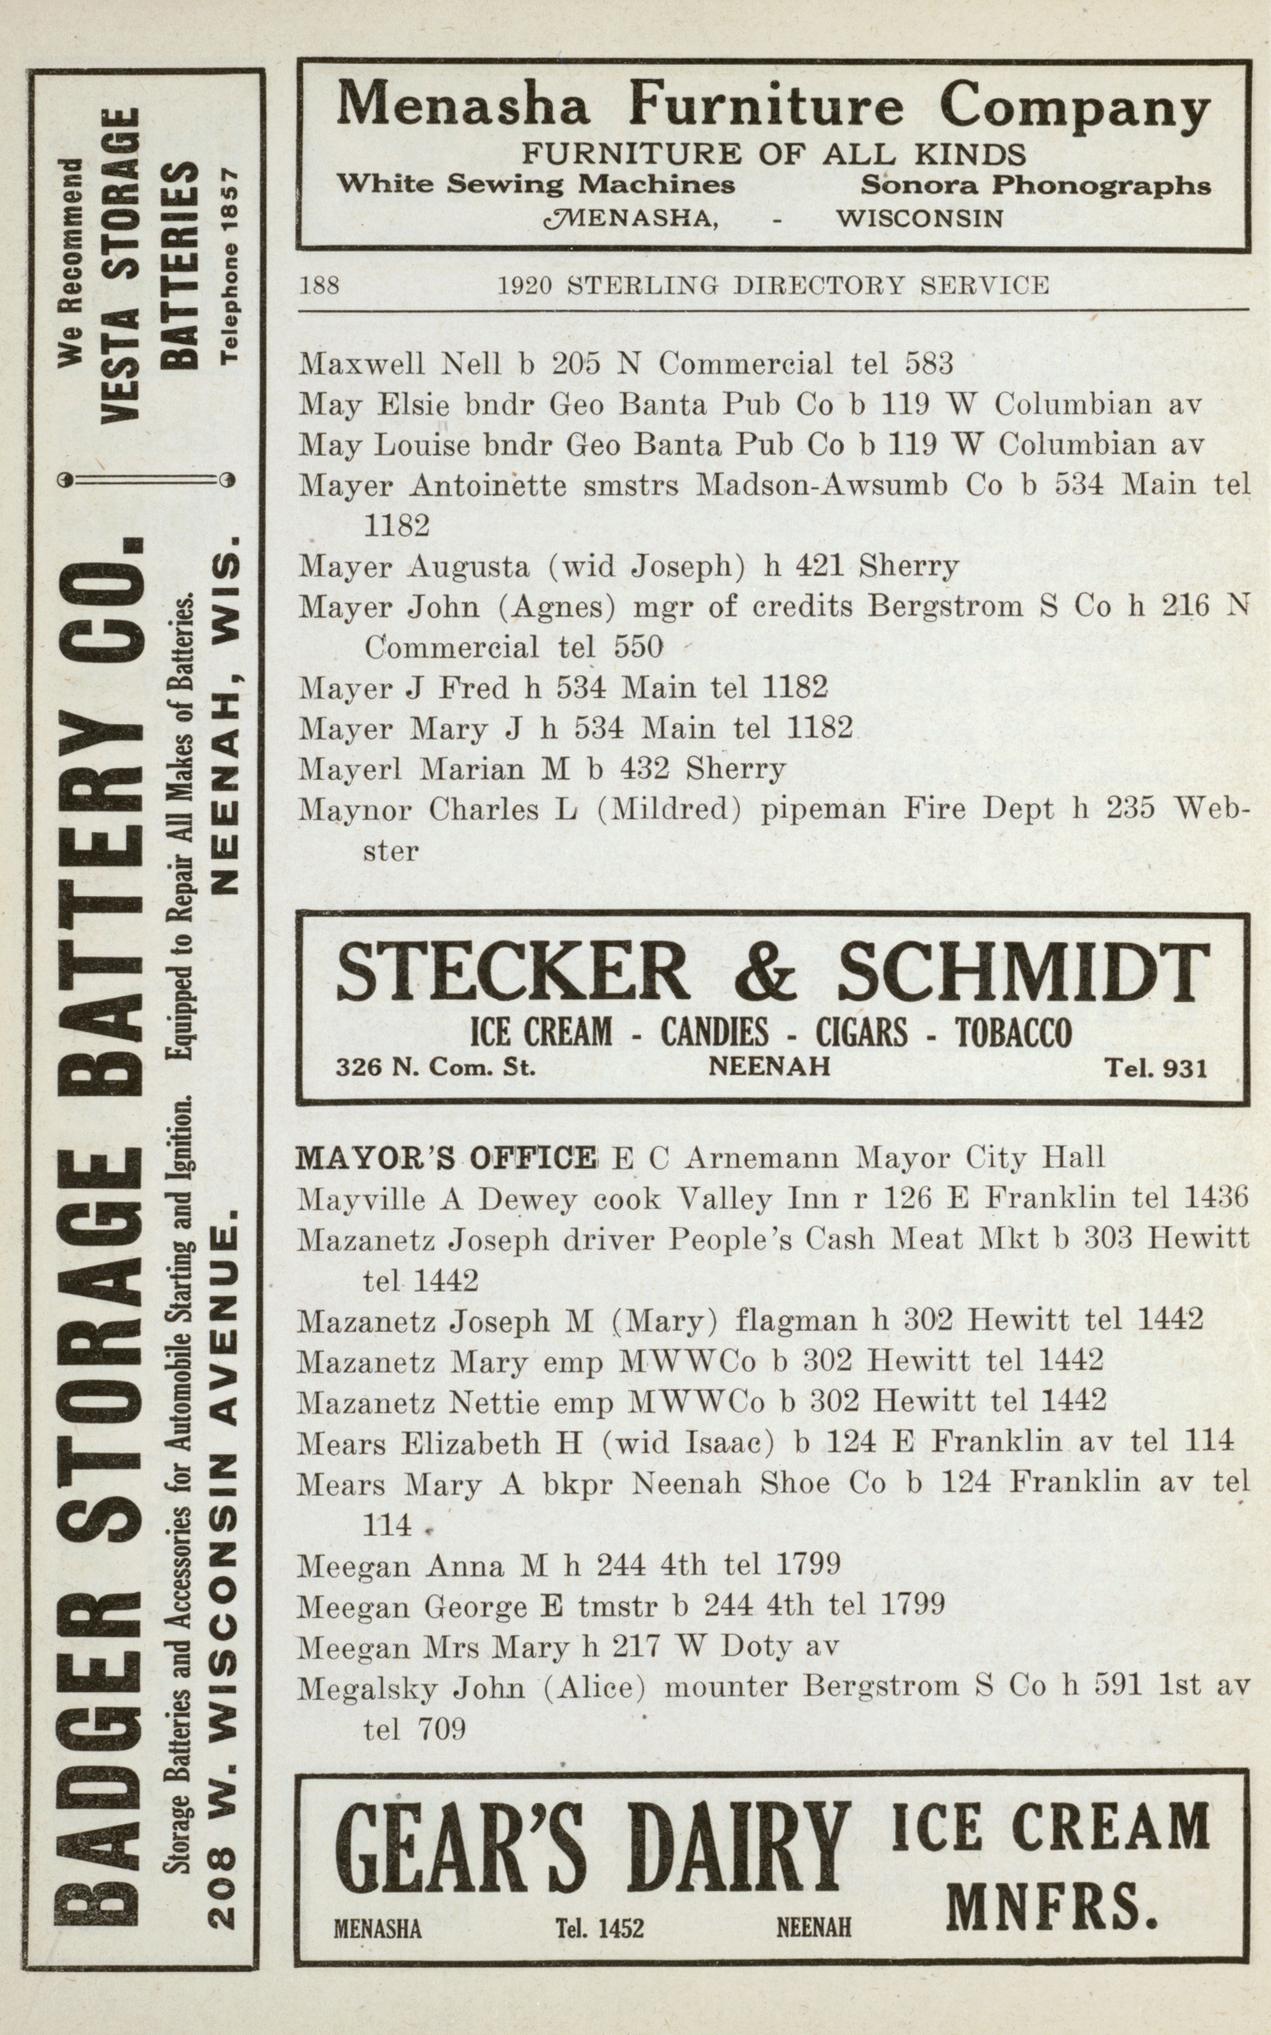 Menasha Furniture Company
FURNITURE OF ALL KINDS
White Sewing Machines Sonora Phonographs
MENASHA, - WISCONSIN
188 1920 STERLING DIRECTORY SERVICE
Maxwell Nell b 205 N Commercial tel 583
May Elsie bndr Geo Banta Pub Co b 119 W Columbian av
May Louise bndr Geo Banta Pub Co b 119 W Columbian av
Mayer Antoinette smstrs Madson-Awsumb Co b 534 Main tel
1182
Mayer Augusta (wid Joseph) h 421 Sherry
Mayer John (Agnes) mgr of credits Bergstrom S Co h 216 N
Commercial tel 550
Mayer J Fred h 534 Main tel 1182
Mayer Mary J h 534 Main tel 1182
Mayerl Marian M b 432 Sherry
Maynor Charles L (Mildred) pipeman Fire Dept h 235 Web-
ster
STECKER & SCHMIDT
ICE CREAM - CANDIES - CIGARS - TOBACCO
326 N. Com. St. NEENAH Tel. 931
MAYOR'S OFFICE E C Arnemann Mayor City Hall
Mayville A Dewey cook Valley Inn r 126 E Franklin tel 1436
Mazanetz Joseph driver People's Cash Meat Mkt b 303 Hewitt
tel 1442
Mazanetz Joseph M (Mary) flagman h 302 Hewitt tel 1442
Mazanetz Mary emp MWWCo b 302 Hewitt tel 1442
Mazanetz Nettie emp MWWCo b 302 Hewitt tel 1442
Mears Elizabeth H (wid Isaac) b 124 E Franklin av tel 114
Mears Mary A bkpr Neenah Shoe Co b 124 Franklin av tel
114
Meegan Anna M h 244 4th tel 1799
Meegan George E tmstr b 244 4th tel 1799
Meegan Mrs Mary h 217 W Doty av
Megalsky John (Alice) mounter Bergstrom S Co h 591 1st av
tel 709
GEAR'S DAIRY ICE CREAM
MNFRS.
MENASHA Tel. 1452 NEENAH
BADGER STORAGE BATTERY CO.
Storage Batteries and Accessories for Automobile Starting and Ignition. Equipped to Repair All Makes of Batteries.
208 W. WISCONSIN AVENUE. NEENAH, WIS.
We Recommend
VESTA STORAGE
BATTERIES
Telephone 1857